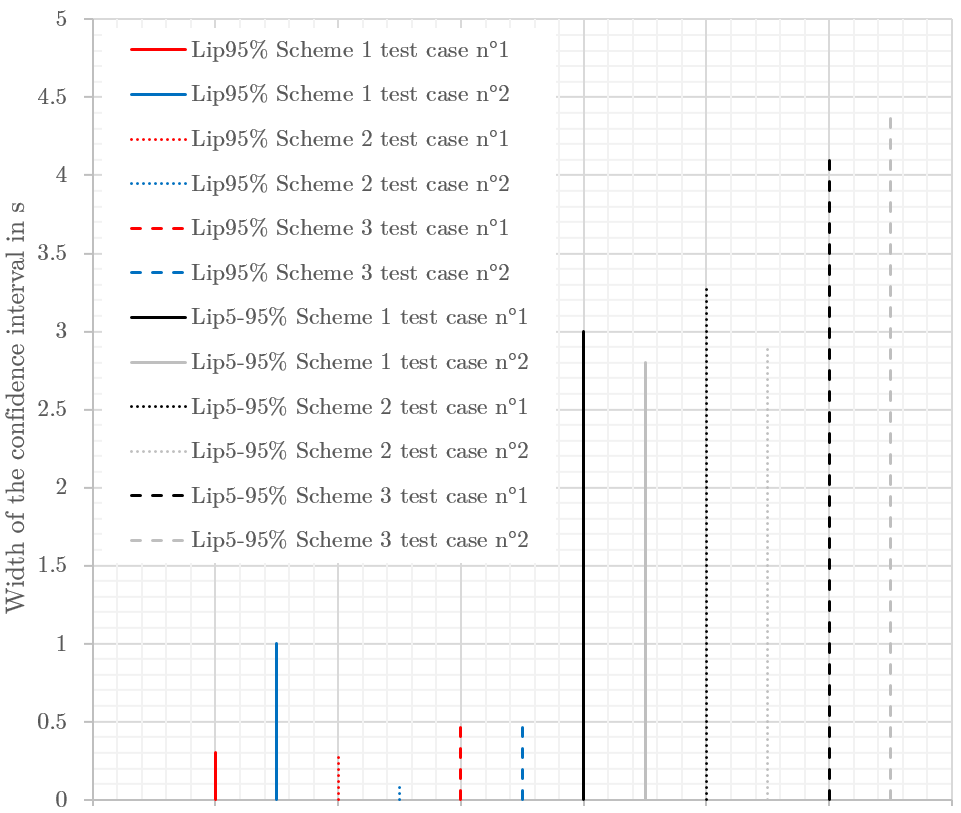 Width of the confidence interval in s
5
4.5
4
3.5
3
2.5
2
1.5
1
0.5
0
Lip95% Scheme 1 test case n°1
Lip95% Scheme 1 test case n°2
Lip95% Scheme 2 test case n°1
Lip95% Scheme 2 test case n°2
Lip95% Scheme 3 test case n°1
Lip95% Scheme 3 test case n°2
Lip5-95% Scheme 1 test case n°1
Lip5-95% Scheme 1 test case n°2
Lip5-95% Scheme 2 test case n°1
Lip5-95% Scheme 2 test case n°2
Lip5-95% Scheme 3 test case n°1
Lip5-95% Scheme 3 test case n°2